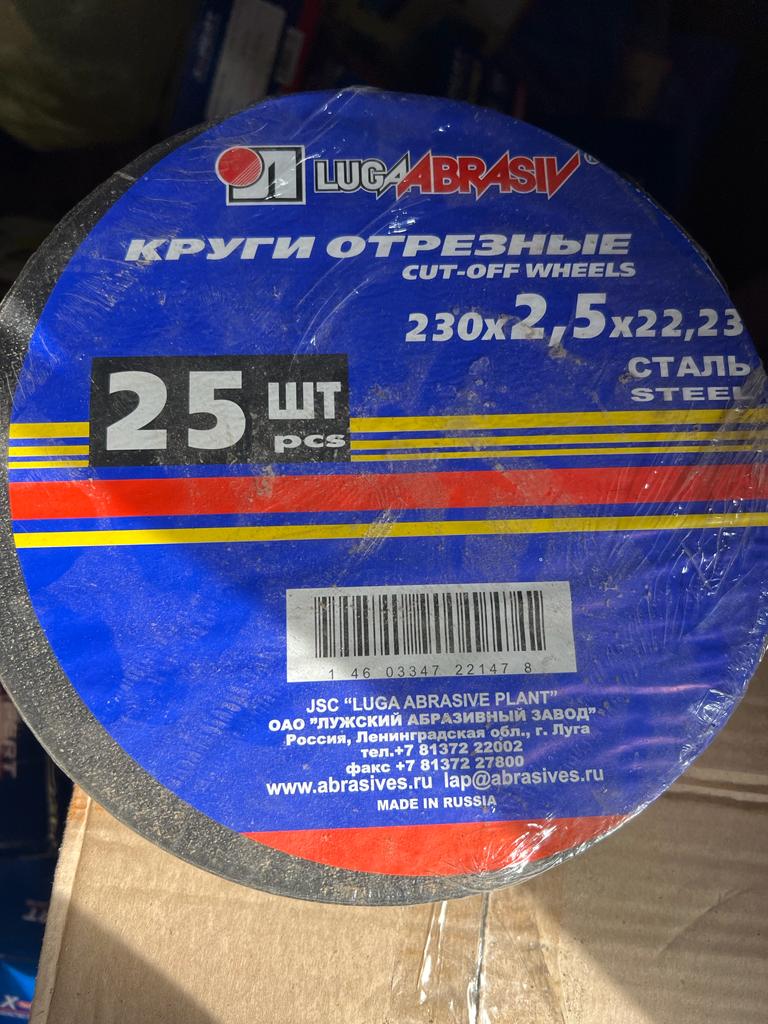 Л LUGAABRASIV®
КРУГИ ОТРЕЗНЫЕ
CUT-OFF WHEELS
230x2,5x22,23
СТАЛЬ
STEEL
25 ШТ
pcs
1 46 03347 22147 8
JSC "LUGA ABRASIVE PLANT"
ОАО "ЛУЖСКИЙ АБРАЗИВНЫЙ ЗАВОД"
Россия, Ленинградская обл., г. Луга
тел.+7 81372 22002
факс +7 81372 27800
www.abrasives.ru lap@abrasives.ru
MADE IN RUSSIA